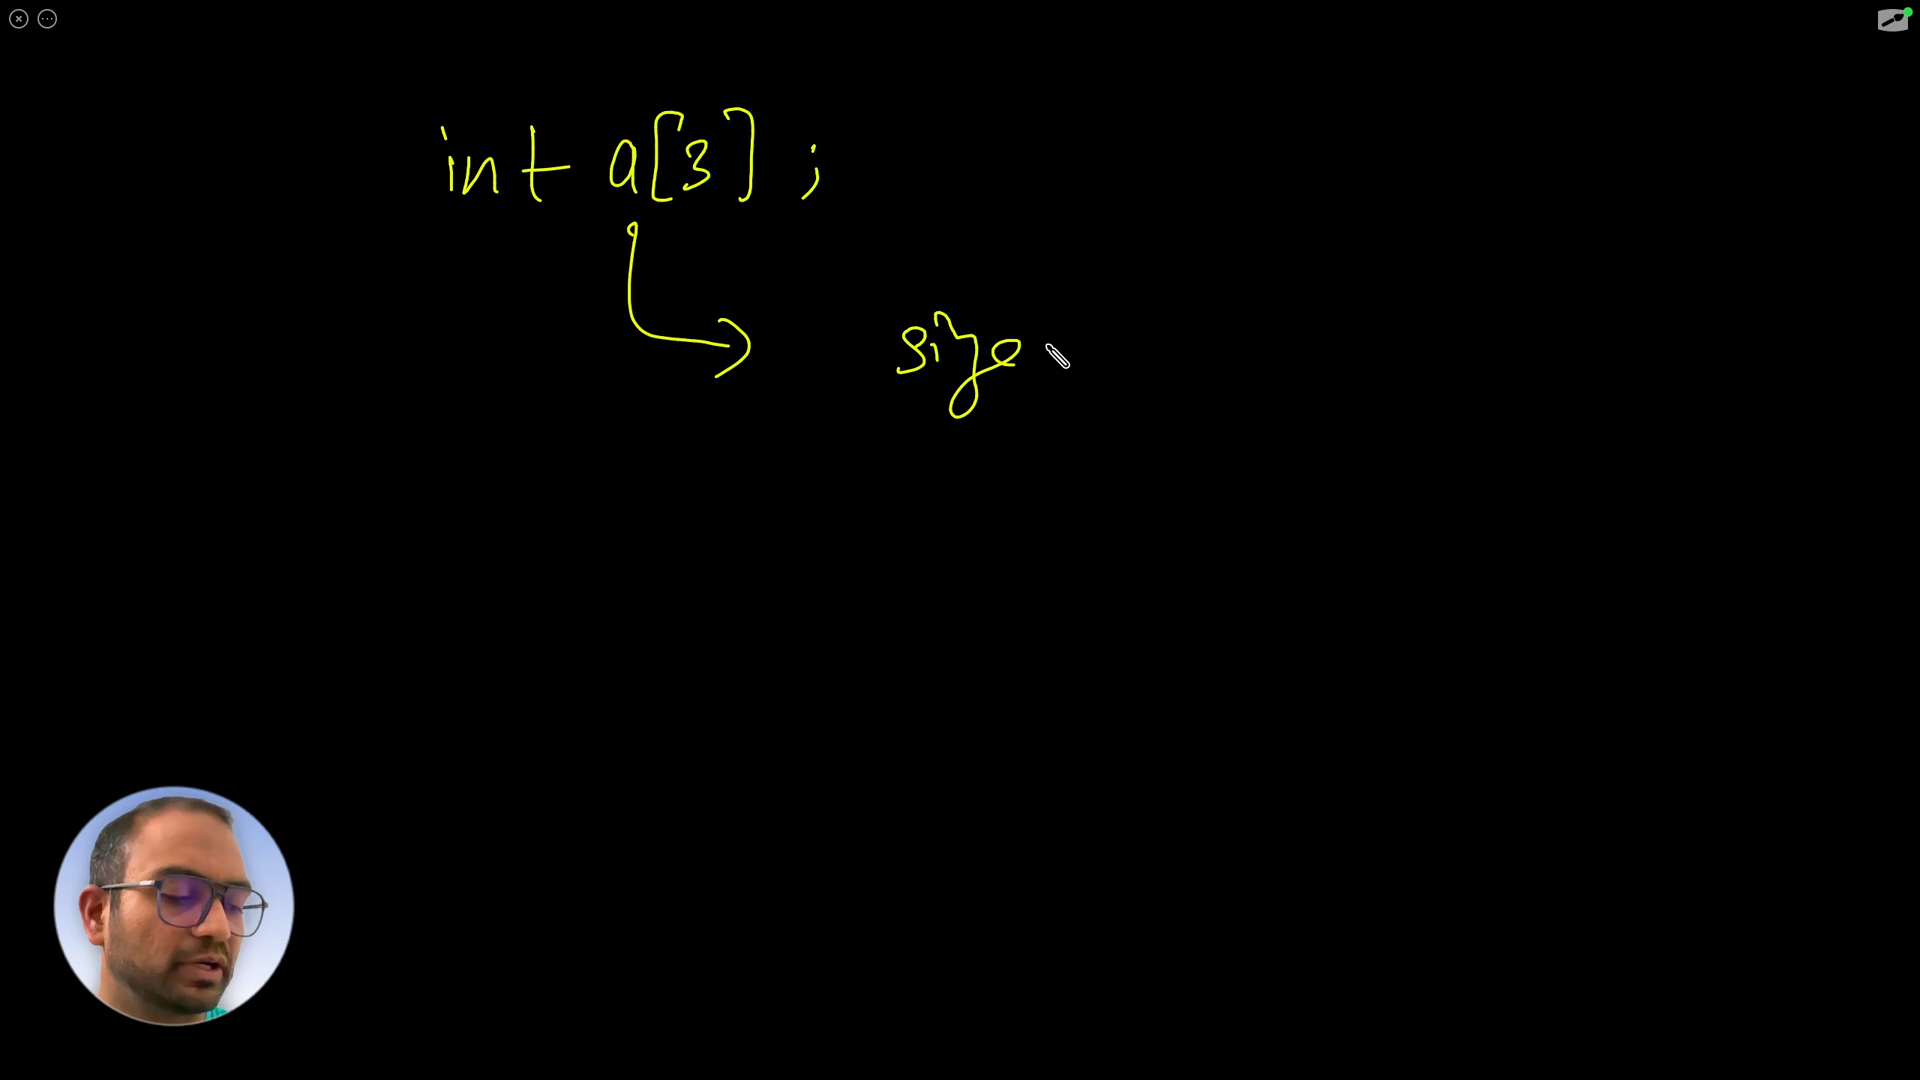 int a[3] ;
size